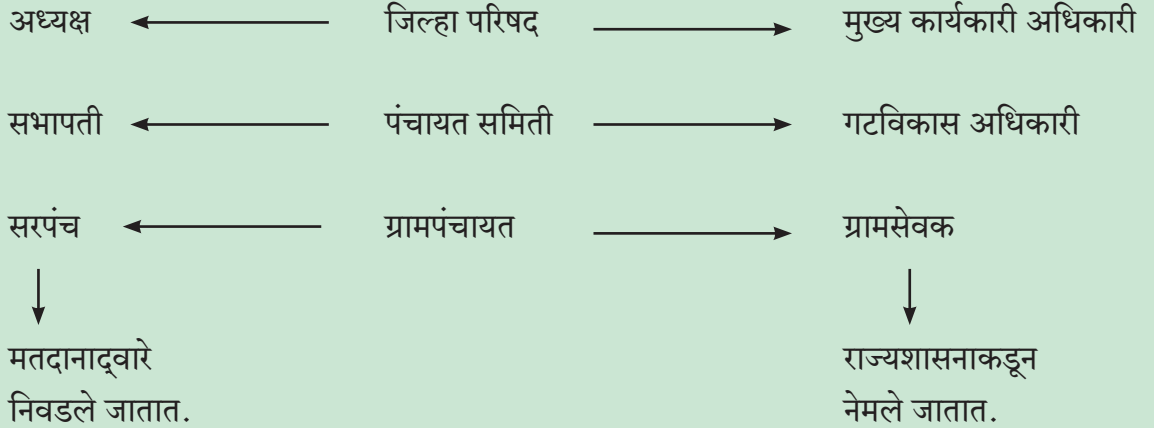 अध्यक्ष जिल्हा परिषद मुख्य कार्यकारी अधिकारी
सभापती पंचायत समिती गटविकास अधिकारी
सरपंच ग्रामपंचायत ग्रामसेवक
मतदानाद्‌वारे राज्यशासनाकडून
निवडले जातात. नेमले जातात.